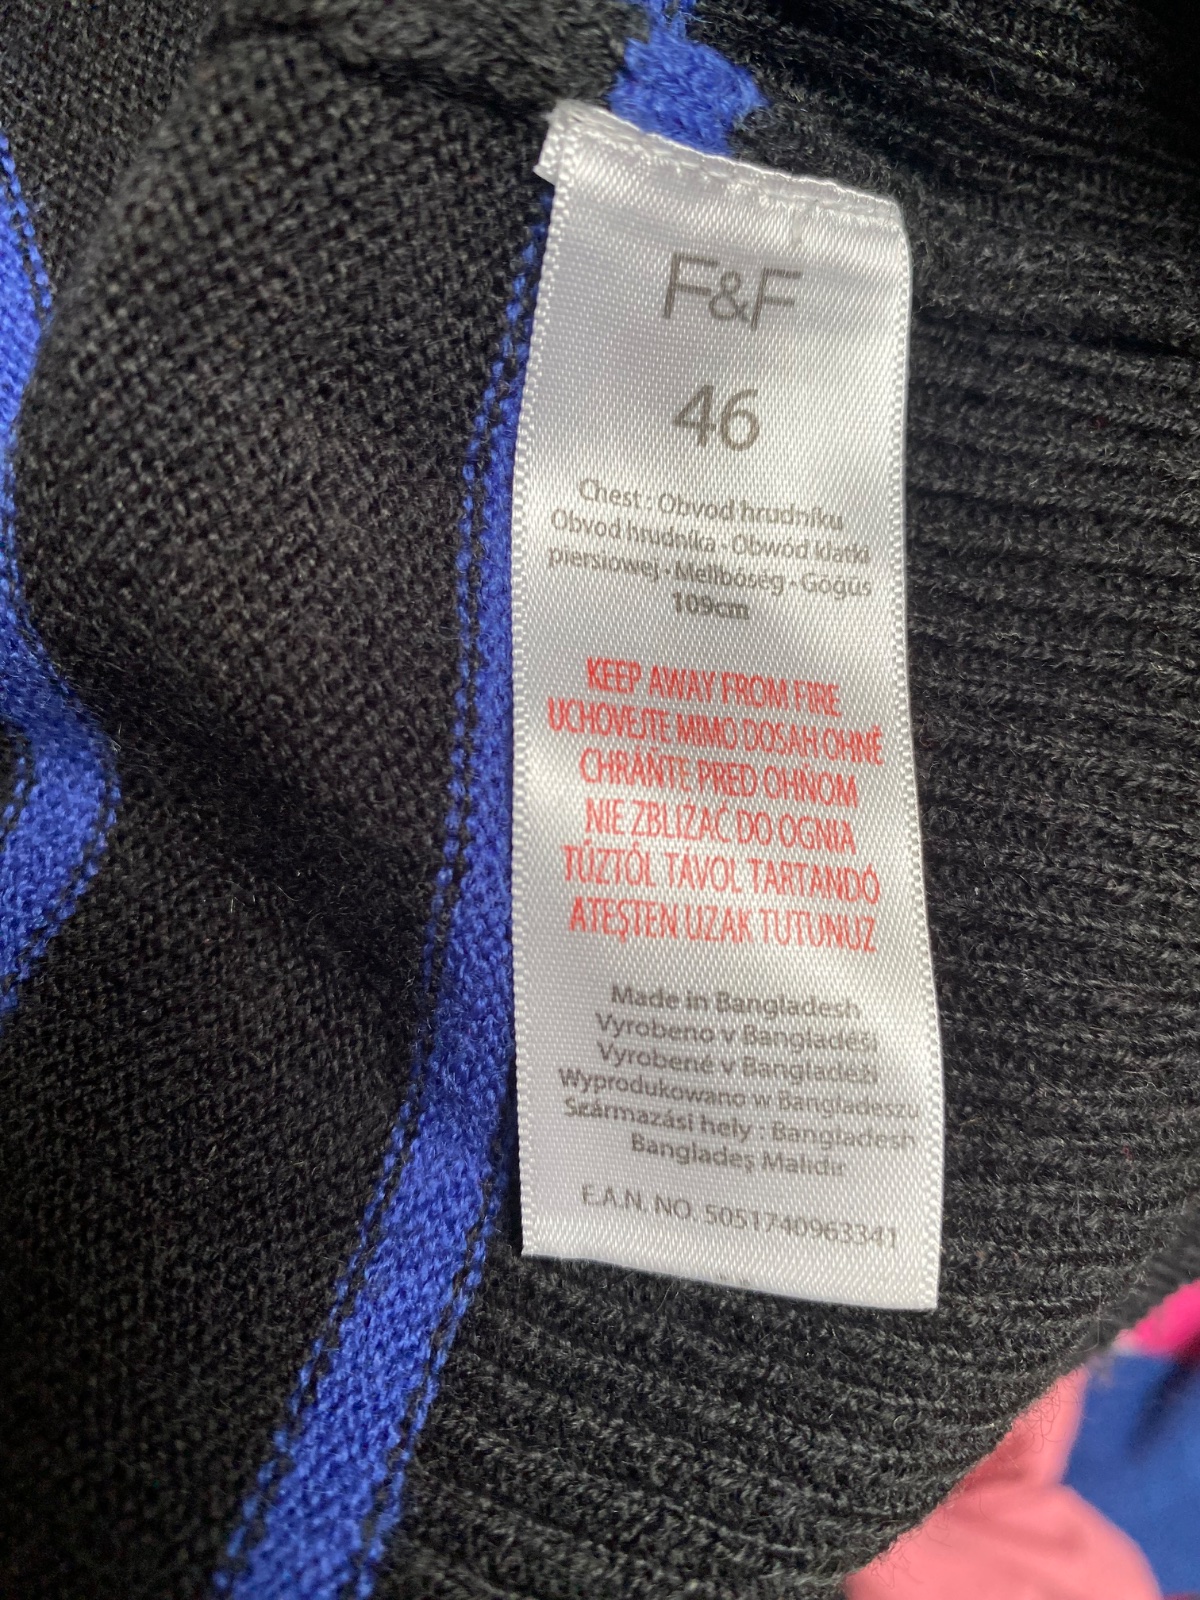 F&F
46
Chest : Obvod hrudníku
Obvod hrudníka • Obwód klatki
piersiowej • Mellbőség • Göğüs
109cm
KEEP AWAY FROM FIRE
UCHOVEJTE MIMO DOSAH OHNĚ
CHRÁŇTE PRED OHŇOM
NIE ZBLIŻAĆ DO OGNIA
TŰZTŐL TÁVOL TARTANDÓ
ATEŞTEN UZAK TUTUNUZ
Made in Bangladesh
Vyrobeno v Bangladéši
Vyrobené v Bangladéži
Wyprodukowano w Bangladeszu
Származási hely : Bangladesh
Bangladeş Malıdır
E.A.N. NO. 5051740963341